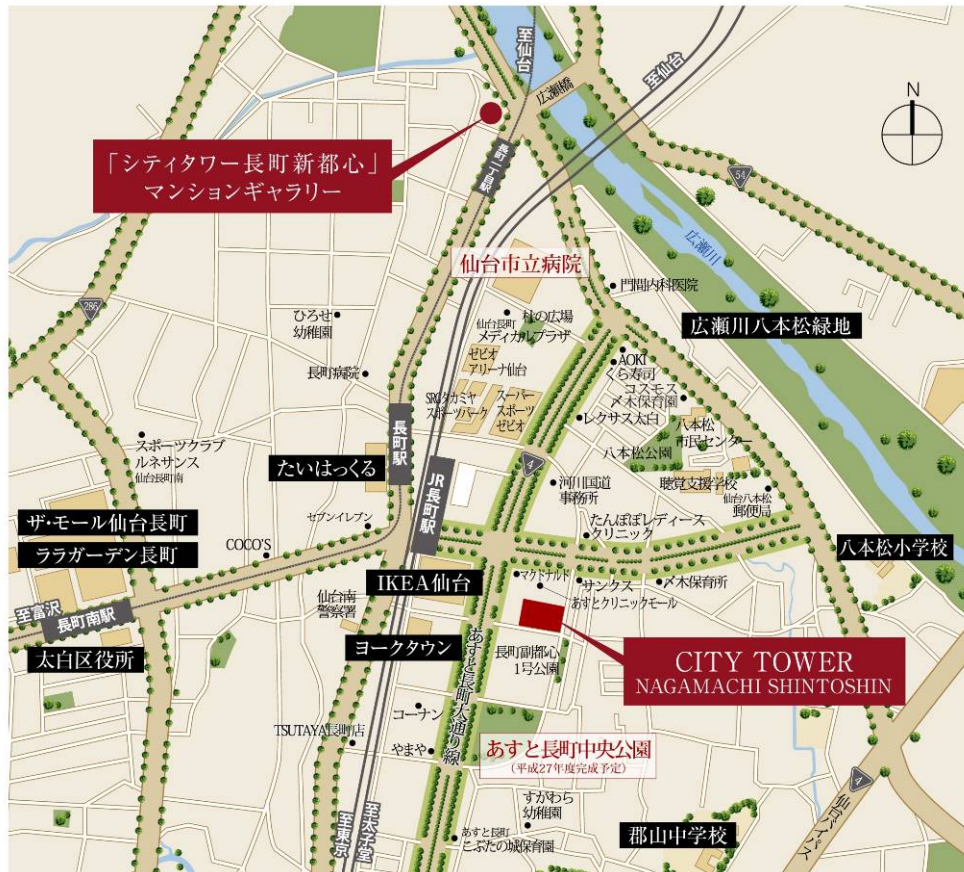 至仙台
至仙台
広瀬橋
N
「シティタワー長町新都心」
マンションギャラリー
長町一丁目駅
54
広瀬川
仙台市立病院
門間内科医院
286
ひろせ
幼稚園
仙台長町
メディカルプラザ
杜の広場
広瀬川八本松緑地
ゼビオ
アリーナ仙台
AOKI
くら寿司
長町病院
コスモス
〆木保育園
SRCタカミヤ
スポーツパーク
スーパー
スポーツ
ゼビオ
レクサス太白
八本松
市民センター
八本松公園
長町駅
スポーツクラブ
ルネサンス
仙台長町南
たいはっくる
JR長町駅
4
河川国道
事務所
聴覚支援学校
仙台八本松
郵便局
ザ・モール仙台長町
セブンイレブン
たんぽぽレディース
クリニック
ララガーデン長町
COCO'S
八本松小学校
IKEA仙台
マクドナルド
サンクス
〆木保育所
あすとクリニックモール
至富沢
長町南駅
仙台南
警察署
太白区役所
ヨークタウン
長町副都心
1号公園
CITY TOWER
NAGAMACHI SHINTOSHIN
あすと長町大通り線
コーナン
TSUTAYA長町店
やまや
あすと長町中央公園
(平成27年度完成予定)
4
仙台バイパス
すがわら
幼稚園
至太子堂
至東京
あすと長町
こぶたの城保育園
郡山中学校